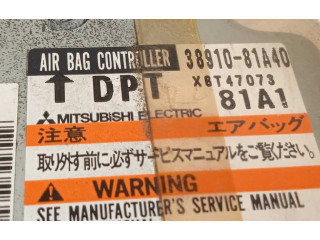 AIR BAG CONTROLLER 38910-81A40
↑ DPT X6T47073
81A1
MITSUBISHI ELECTRIC
注意 エアバッグ
取り外す前に必ずサービスマニュアルをご覧ください。
WARNING
SEE MANUFACTURER'S SERVICE MANUAL